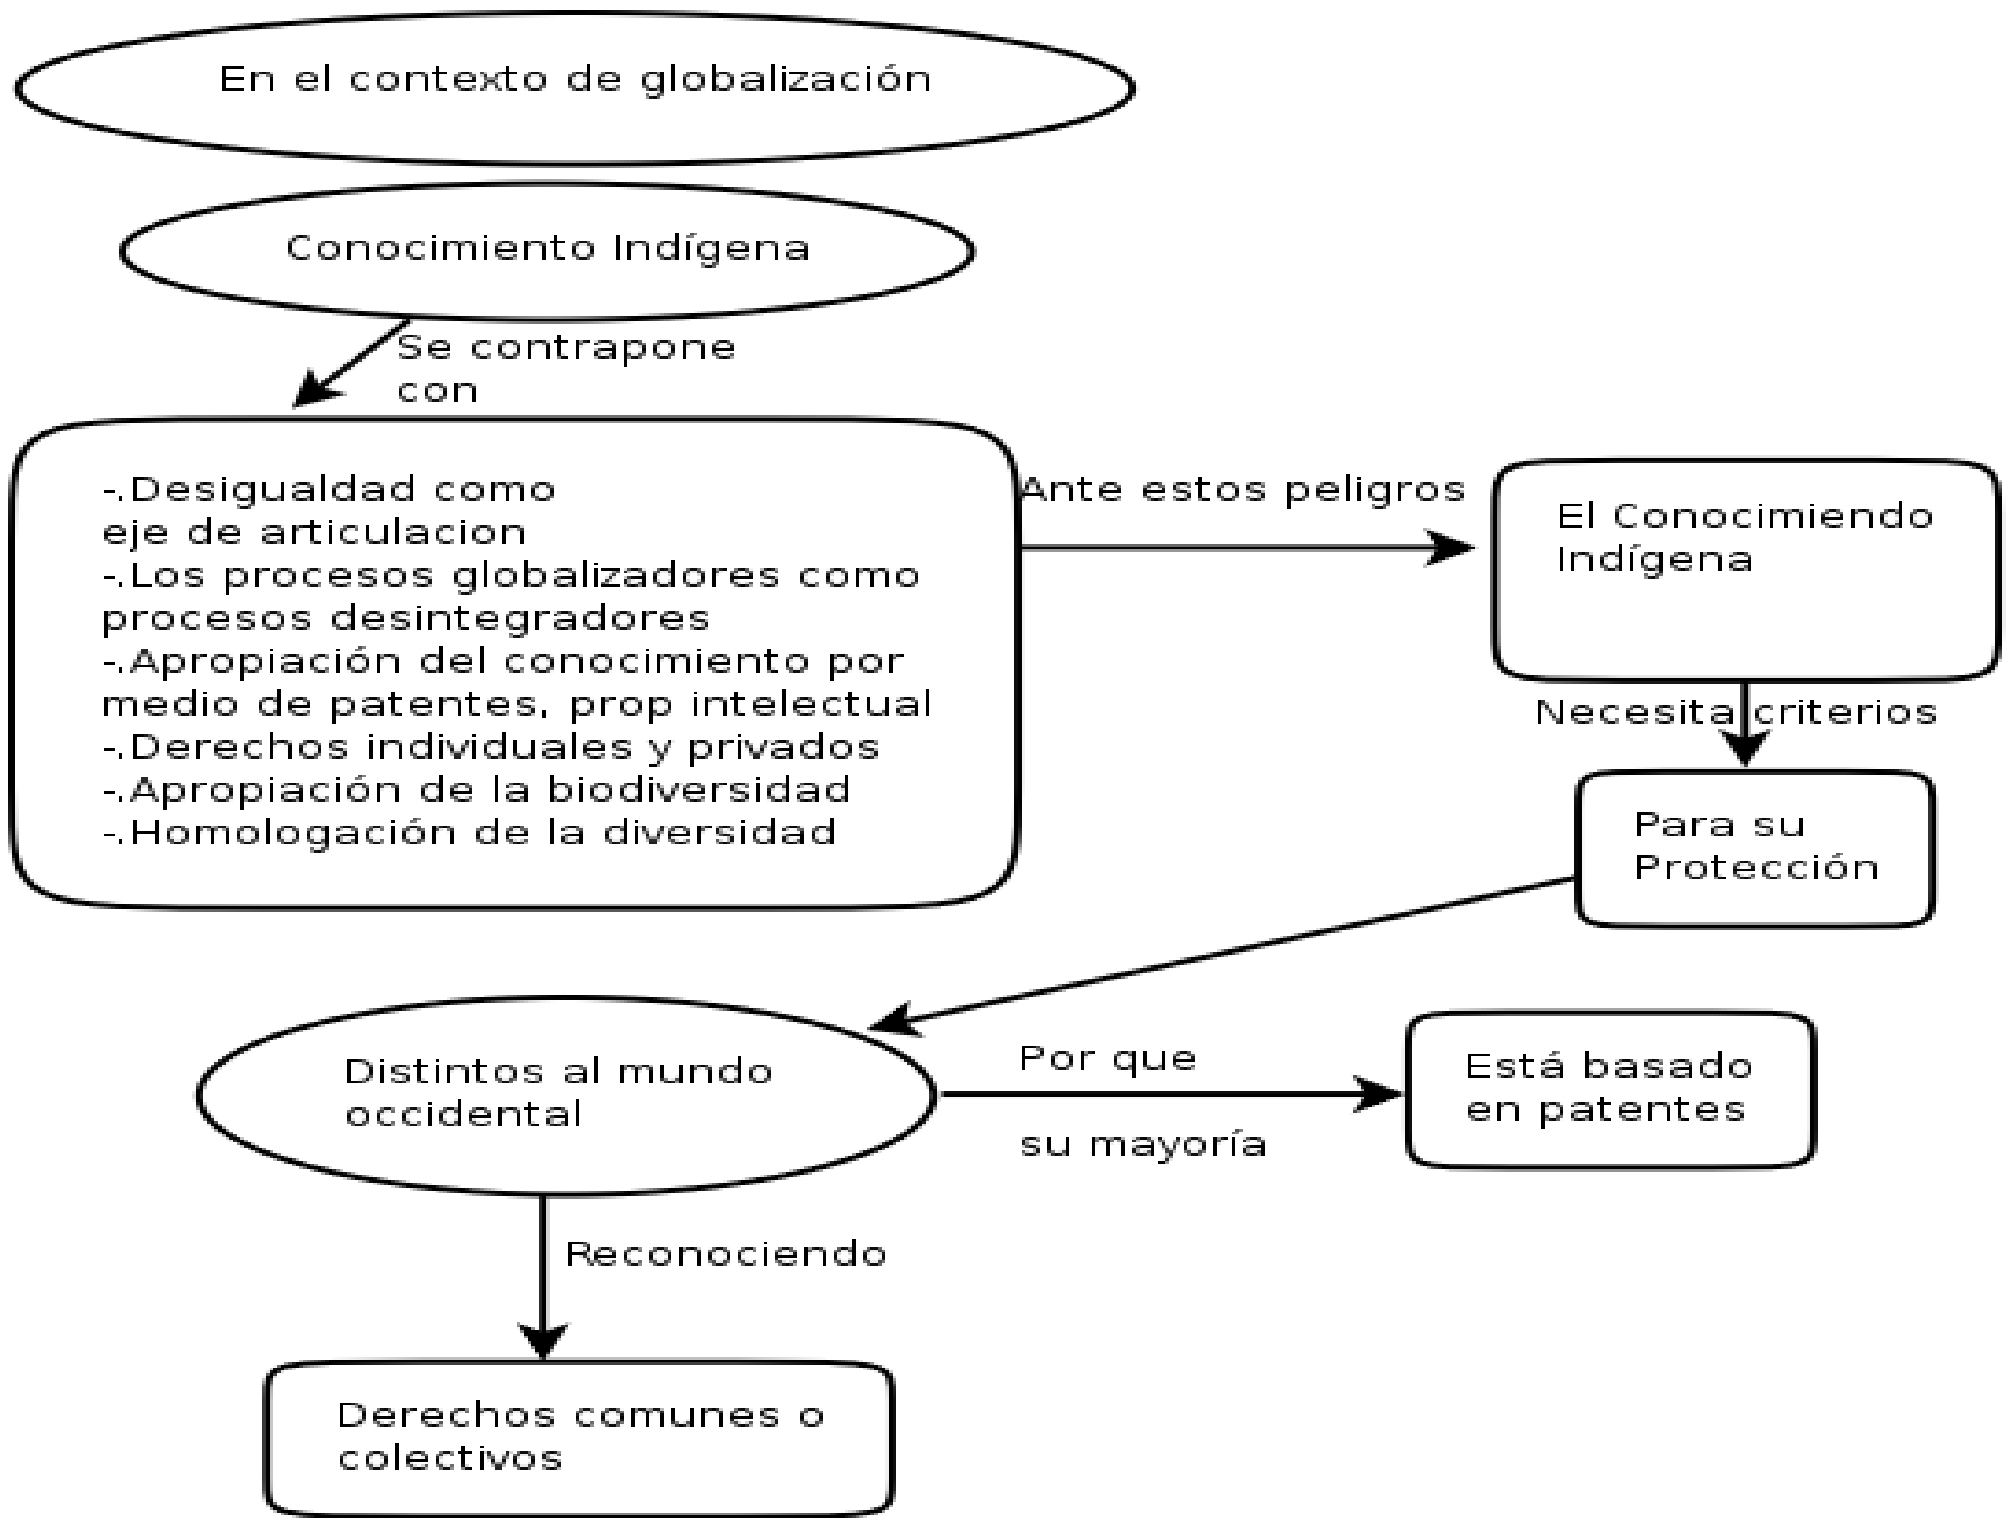 En el contexto de globalización
Conocimiento Indígena
Se contrapone
con
-.Desigualdad como
eje de articulacion
-.Los procesos globalizadores como
procesos desintegradores
-.Apropiación del conocimiento por
medio de patentes, prop intelectual
-.Derechos individuales y privados
-.Apropiación de la biodiversidad
-.Homologación de la diversidad
Ante estos peligros
El Conocimiendo
Indígena
Necesita criterios
Para su
Protección
Distintos al mundo
occidental
Por que
su mayoría
Está basado
en patentes
Reconociendo
Derechos comunes o
colectivos